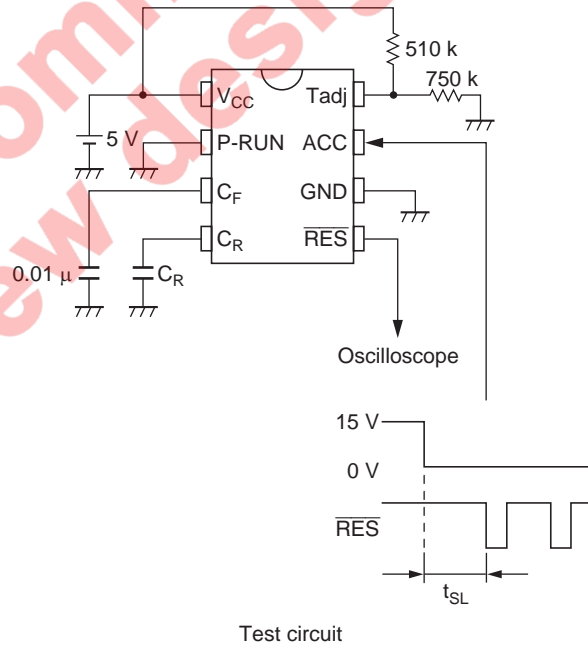 510 k
750 k
VCC
Tadj
5 V
P-RUN
ACC
CF
GND
CR
RES
0.01 μ
CR
Oscilloscope
15 V
0 V
RES
tSL
Test circuit